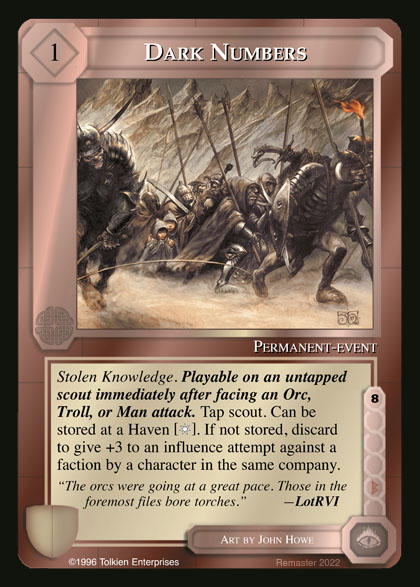 1
DARK NUMBERS
PERMANENT-EVENT
Stolen Knowledge. Playable on an untapped
scout immediately after facing an Orc,
Troll, or Man attack. Tap scout. Can be
stored at a Haven [☼]. If not stored, discard
to give +3 to an influence attempt against a
faction by a character in the same company.
“The orcs were going at a great pace. Those in the
foremost files bore torches.” —LotRVI
8
ART BY JOHN HOWE
©1996 Tolkien Enterprises
Remaster 2022